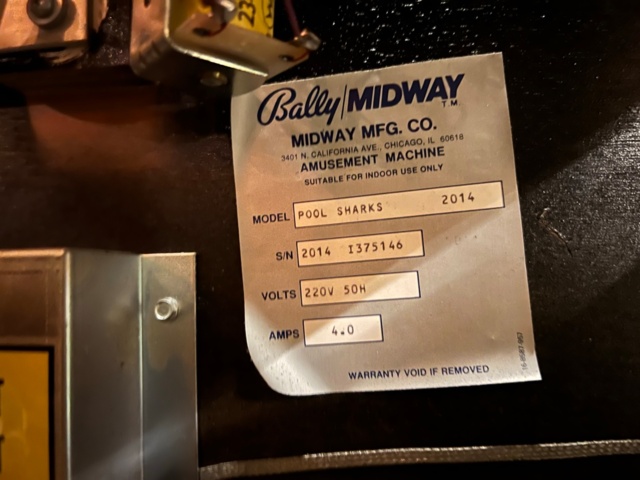 23
Bally|MIDWAY T.M.
MIDWAY MFG. CO.
3401 N. CALIFORNIA AVE., CHICAGO, IL 60618
AMUSEMENT MACHINE
SUITABLE FOR INDOOR USE ONLY
MODEL POOL SHARKS 2014
S/N 2014 I375146
VOLTS 220V 50H
AMPS 4.0
WARRANTY VOID IF REMOVED